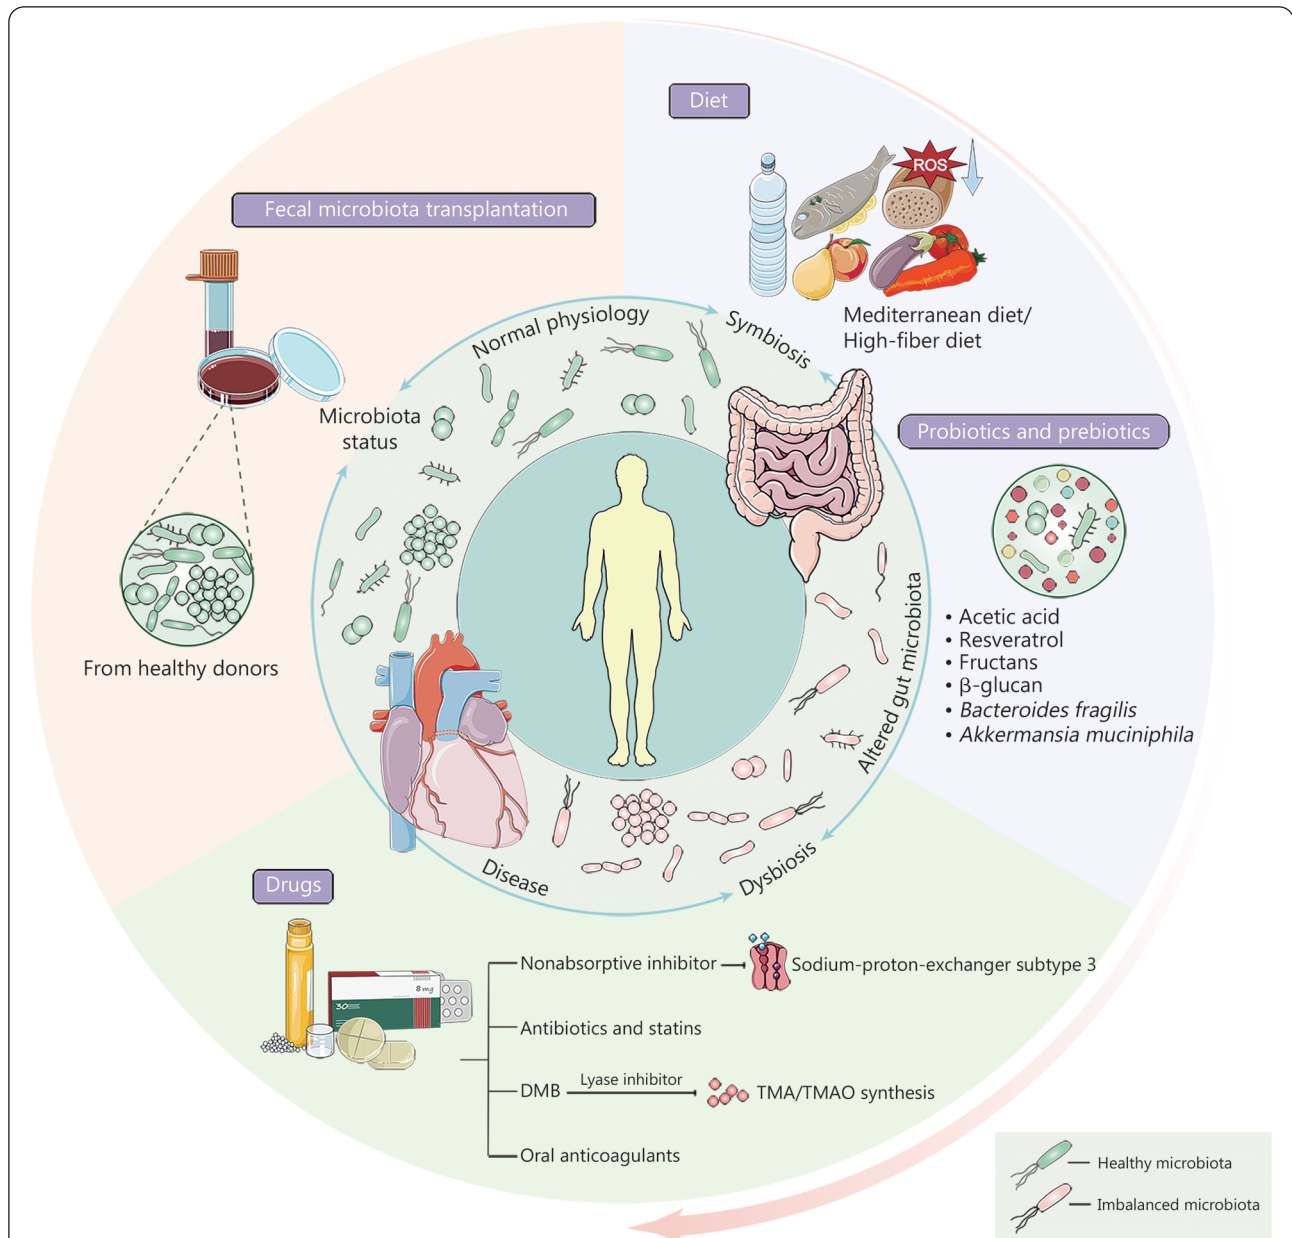 Diet
ROS
Mediterranean diet/
High-fiber diet
Fecal microbiota transplantation
From healthy donors
Normal physiology
Symbiosis
Microbiota
status
Altered gut microbiota
Dysbiosis
Disease
Probiotics and prebiotics
• Acetic acid
• Resveratrol
• Fructans
• β-glucan
• Bacteroides fragilis
• Akkermansia muciniphila
Drugs
8 mg
30
Nonabsorptive inhibitor
Sodium-proton-exchanger subtype 3
Antibiotics and statins
DMB
Lyase inhibitor
TMA/TMAO synthesis
Oral anticoagulants
Healthy microbiota
Imbalanced microbiota